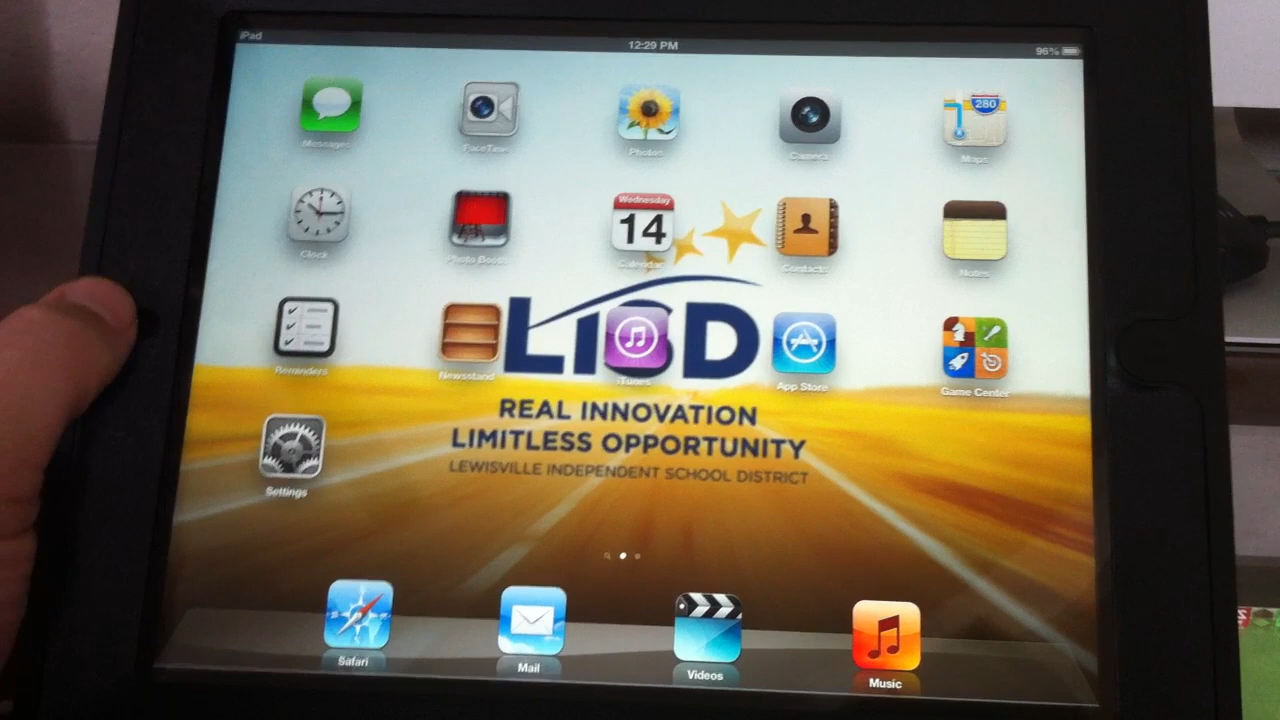 iPad
12:29 PM
96%
Messages
FaceTime
Photos
Camera
Maps
280
Clock
Photo Booth
Wednesday
14
Calendar
Contacts
Notes
LISD
Reminders
Newsstand
iTunes
App Store
Game Center
REAL INNOVATION
LIMITLESS OPPORTUNITY
LEWISVILLE INDEPENDENT SCHOOL DISTRICT
Settings
Safari
Mail
Videos
Music